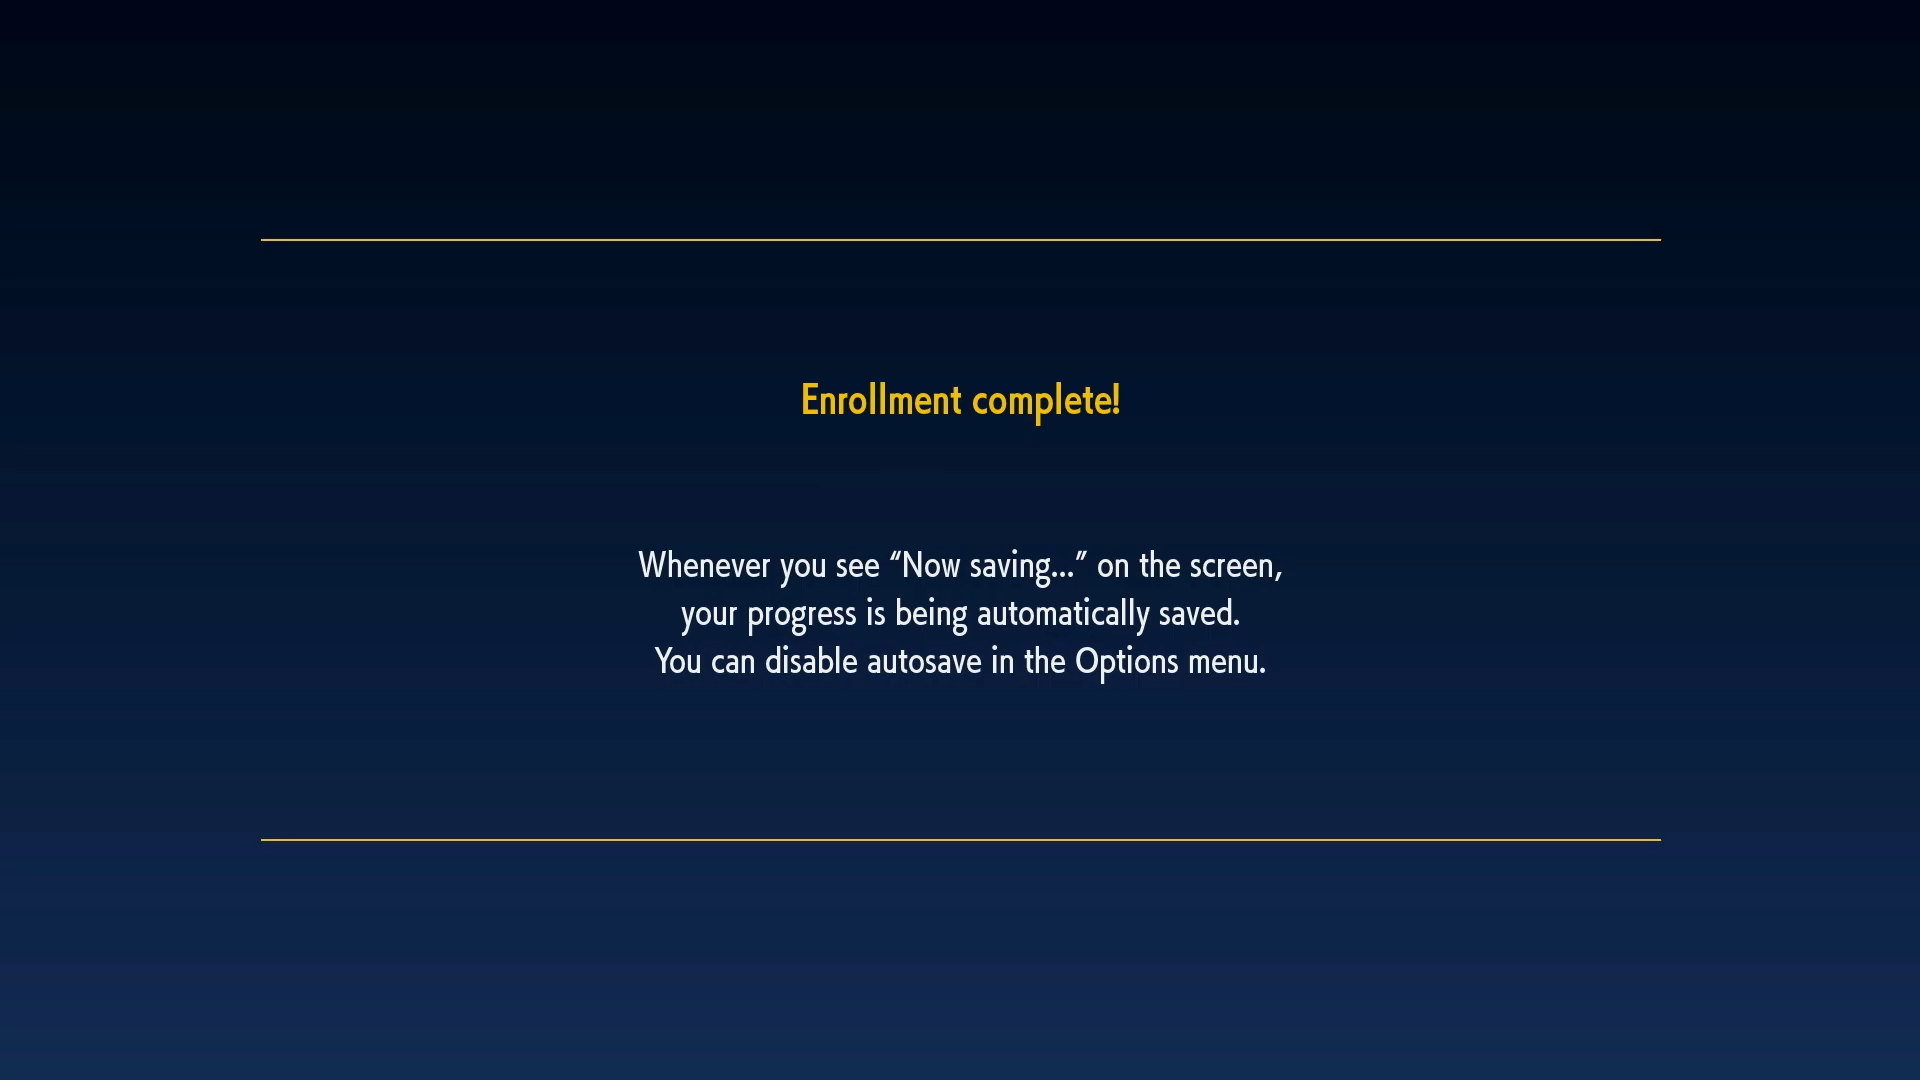 Enrollment complete!
Whenever you see “Now saving...” on the screen,
your progress is being automatically saved.
You can disable autosave in the Options menu.